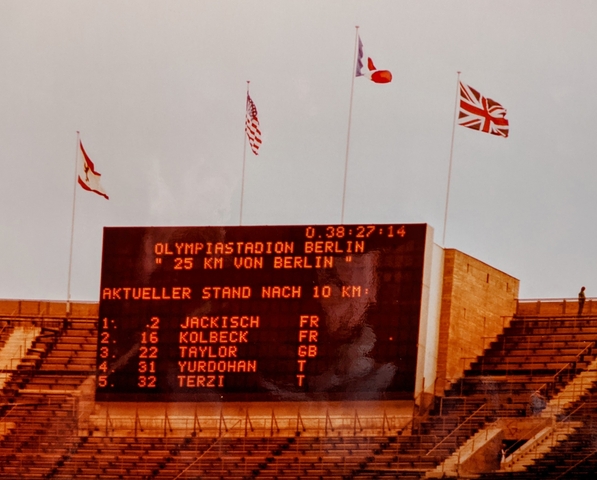 0.38:27:14
OLYMPIASTADION BERLIN
" 25 KM VON BERLIN "
AKTUELLER STAND NACH 10 KM:
1. .2 JACKISCH FR
2. 16 KOLBECK FR
3. 22 TAYLOR GB
4. 31 YURDOHAN T
5. 32 TERZI T